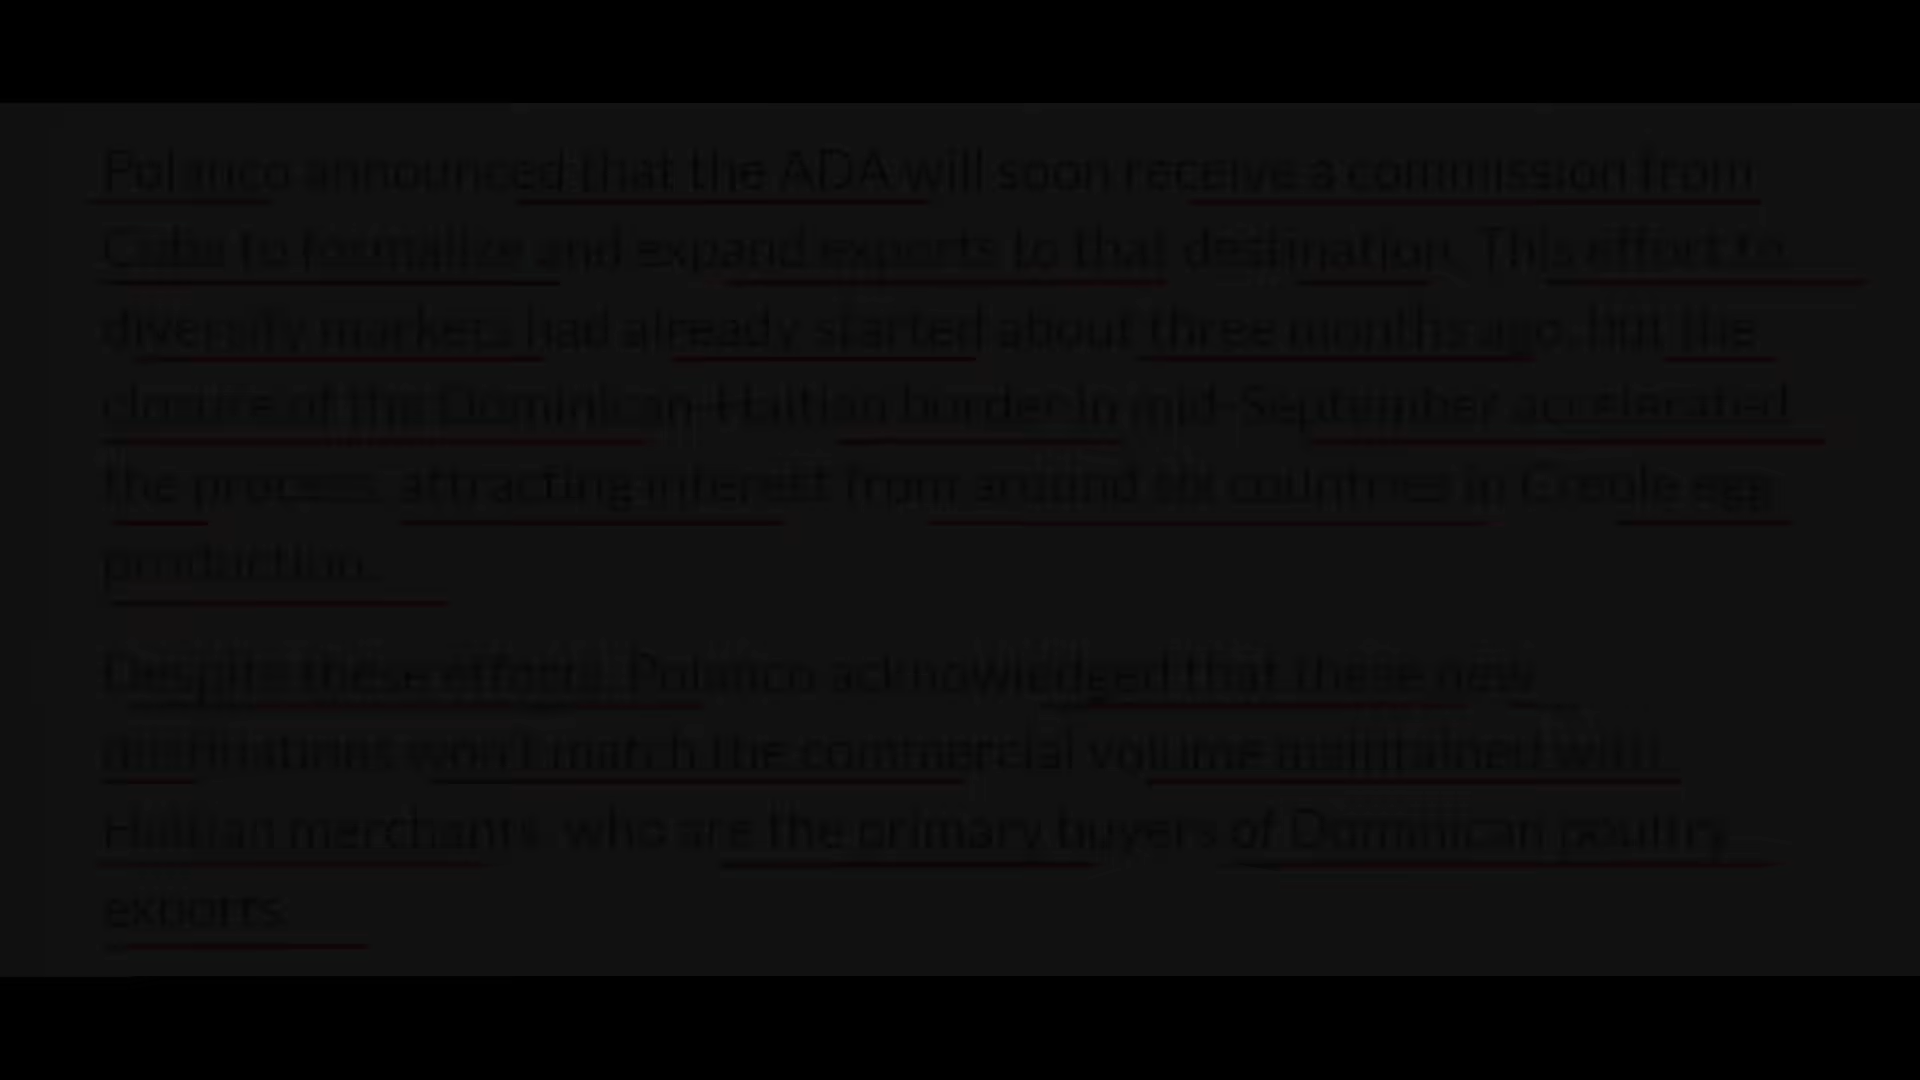 Polanco announced that the ADA will soon receive a commission from
Cuba to formalize and expand exports to that destination. This effort to
diversify markets had already started about three months ago, but the
closure of the Dominican-Haitian border in mid-September accelerated
the process, attracting interest from around six countries in Creole egg
production.
Despite these efforts, Polanco acknowledged that these new
destinations won't match the commercial volume maintained with
Haitian merchants, who are the primary buyers of Dominican poultry
exports.